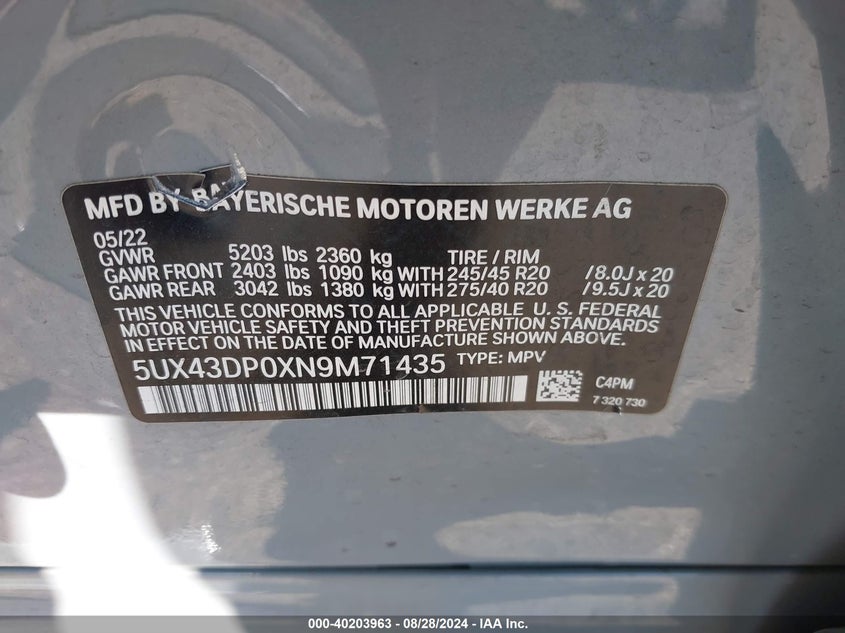 MFD BY BAYERISCHE MOTOREN WERKE AG
05/22
GVWR 5203 lbs 2360 kg TIRE / RIM
GAWR FRONT 2403 lbs 1090 kg WITH 245/45 R20 /8.0J x 20
GAWR REAR 3042 lbs 1380 kg WITH 275/40 R20 /9.5J x 20
THIS VEHICLE CONFORMS TO ALL APPLICABLE U. S. FEDERAL
MOTOR VEHICLE SAFETY AND THEFT PREVENTION STANDARDS
IN EFFECT ON THE DATE OF MANUFACTURE SHOWN ABOVE.
5UX43DP0XN9M71435 TYPE: MPV
C4PM
7 320 730
000-40203963 - 08/28/2024 - IAA Inc.